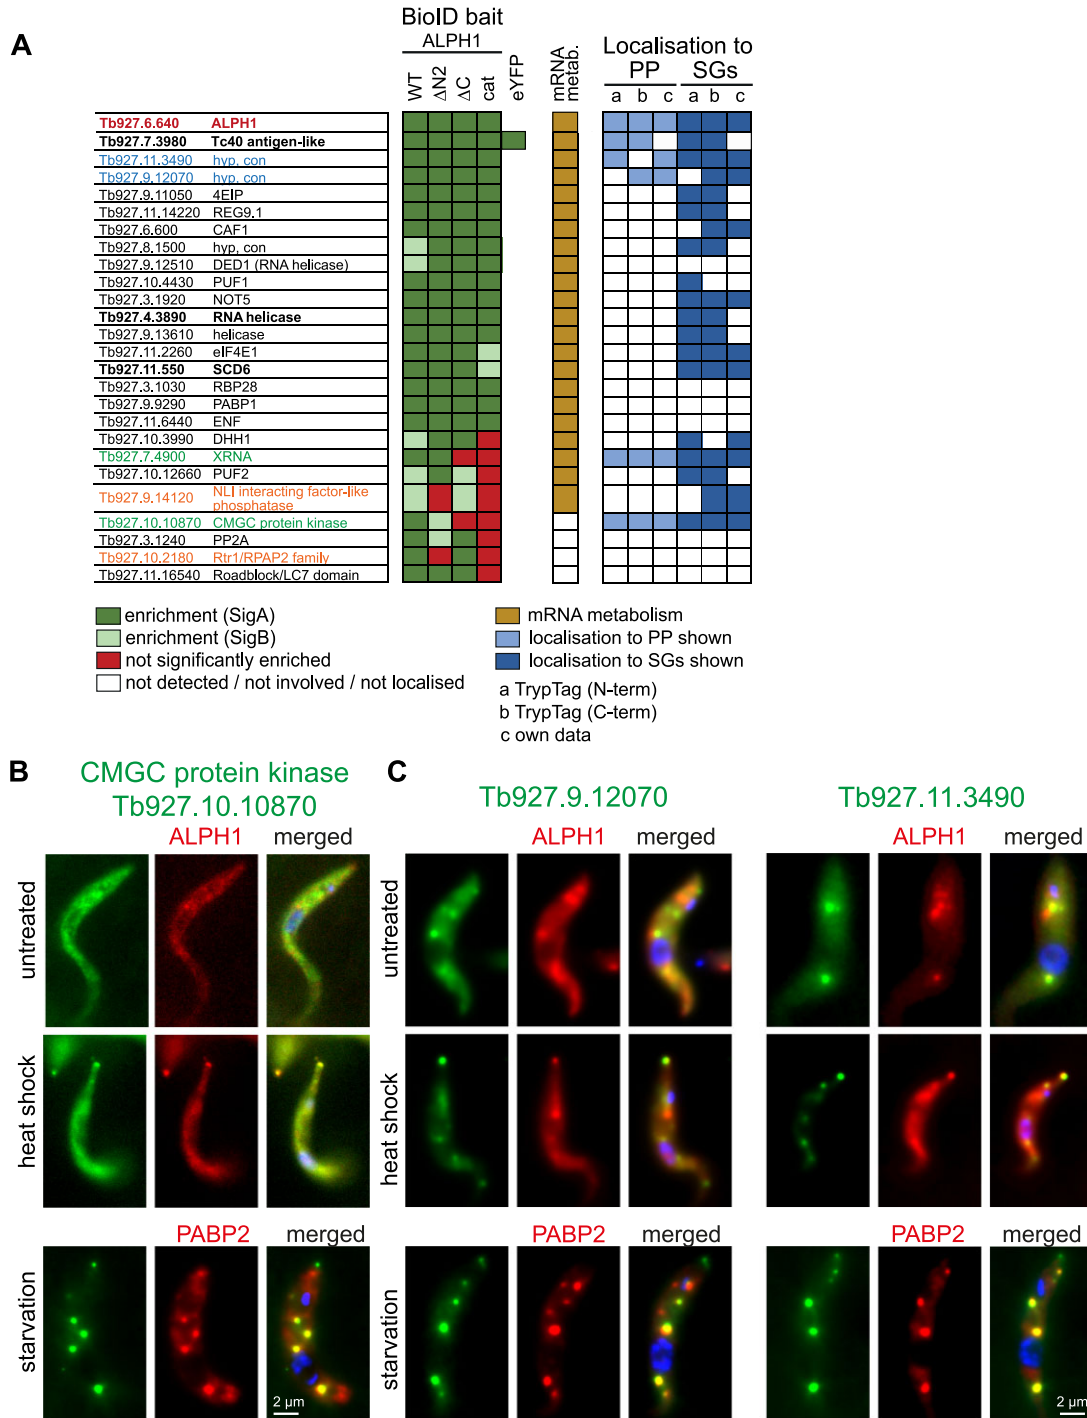 A
BioID bait
ALPH1
WT ΔN2 ΔC cat eYFP
mRNA metab.
Localisation to
PP SGs
a b c a b c
Tb927.6.640 ALPH1
Tb927.7.3980 Tc40 antigen-like
Tb927.11.3490 hyp, con
Tb927.9.12070 hyp, con
Tb927.9.11050 4EIP
Tb927.11.14220 REG9.1
Tb927.6.600 CAF1
Tb927.8.1500 hyp, con
Tb927.9.12510 DED1 (RNA helicase)
Tb927.10.4430 PUF1
Tb927.3.1920 NOT5
Tb927.4.3890 RNA helicase
Tb927.9.13610 helicase
Tb927.11.2260 eIF4E1
Tb927.11.550 SCD6
Tb927.3.1030 RBP28
Tb927.9.9290 PABP1
Tb927.11.6440 ENF
Tb927.10.3990 DHH1
Tb927.7.4900 XRNA
Tb927.10.12660 PUF2
Tb927.9.14120 NLI interacting factor-like
phosphatase
Tb927.10.10870 CMGC protein kinase
Tb927.3.1240 PP2A
Tb927.10.2180 Rtr1/RPAP2 family
Tb927.11.16540 Roadblock/LC7 domain
enrichment (SigA)
enrichment (SigB)
not significantly enriched
not detected / not involved / not localised
mRNA metabolism
localisation to PP shown
localisation to SGs shown
a TrypTag (N-term)
b TrypTag (C-term)
c own data
B
CMGC protein kinase
Tb927.10.10870
ALPH1 merged
untreated
heat shock
PABP2 merged
starvation
2 µm
C
Tb927.9.12070
ALPH1 merged
untreated
heat shock
PABP2 merged
starvation
Tb927.11.3490
ALPH1 merged
PABP2 merged
2 µm